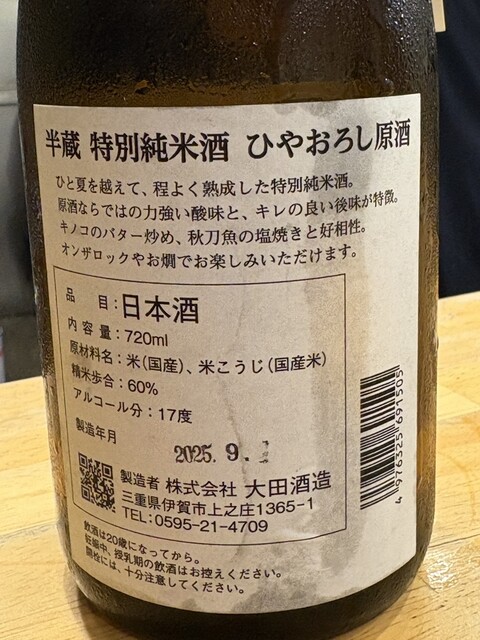 半蔵 特別純米酒 ひやおろし原酒
ひと夏を越えて、程よく熟成した特別純米酒。
原酒ならではの力強い酸味と、キレの良い後味が特徴。
キノコのバター炒め、秋刀魚の塩焼きと好相性。
オンザロックやお燗でお楽しみいただけます。
品 目：日本酒
内容量：720ml
原材料名：米(国産)、米こうじ(国産米)
精米歩合：60%
アルコール分：17度
製造年月
2025. 9.
製造者 株式会社 大田酒造
三重県伊賀市上之庄1365-1
TEL：0595-21-4709
4 976325 691505
飲酒は20歳になってから。
妊娠中、授乳期の飲酒はお控えください。
開栓には、十分注意してください。